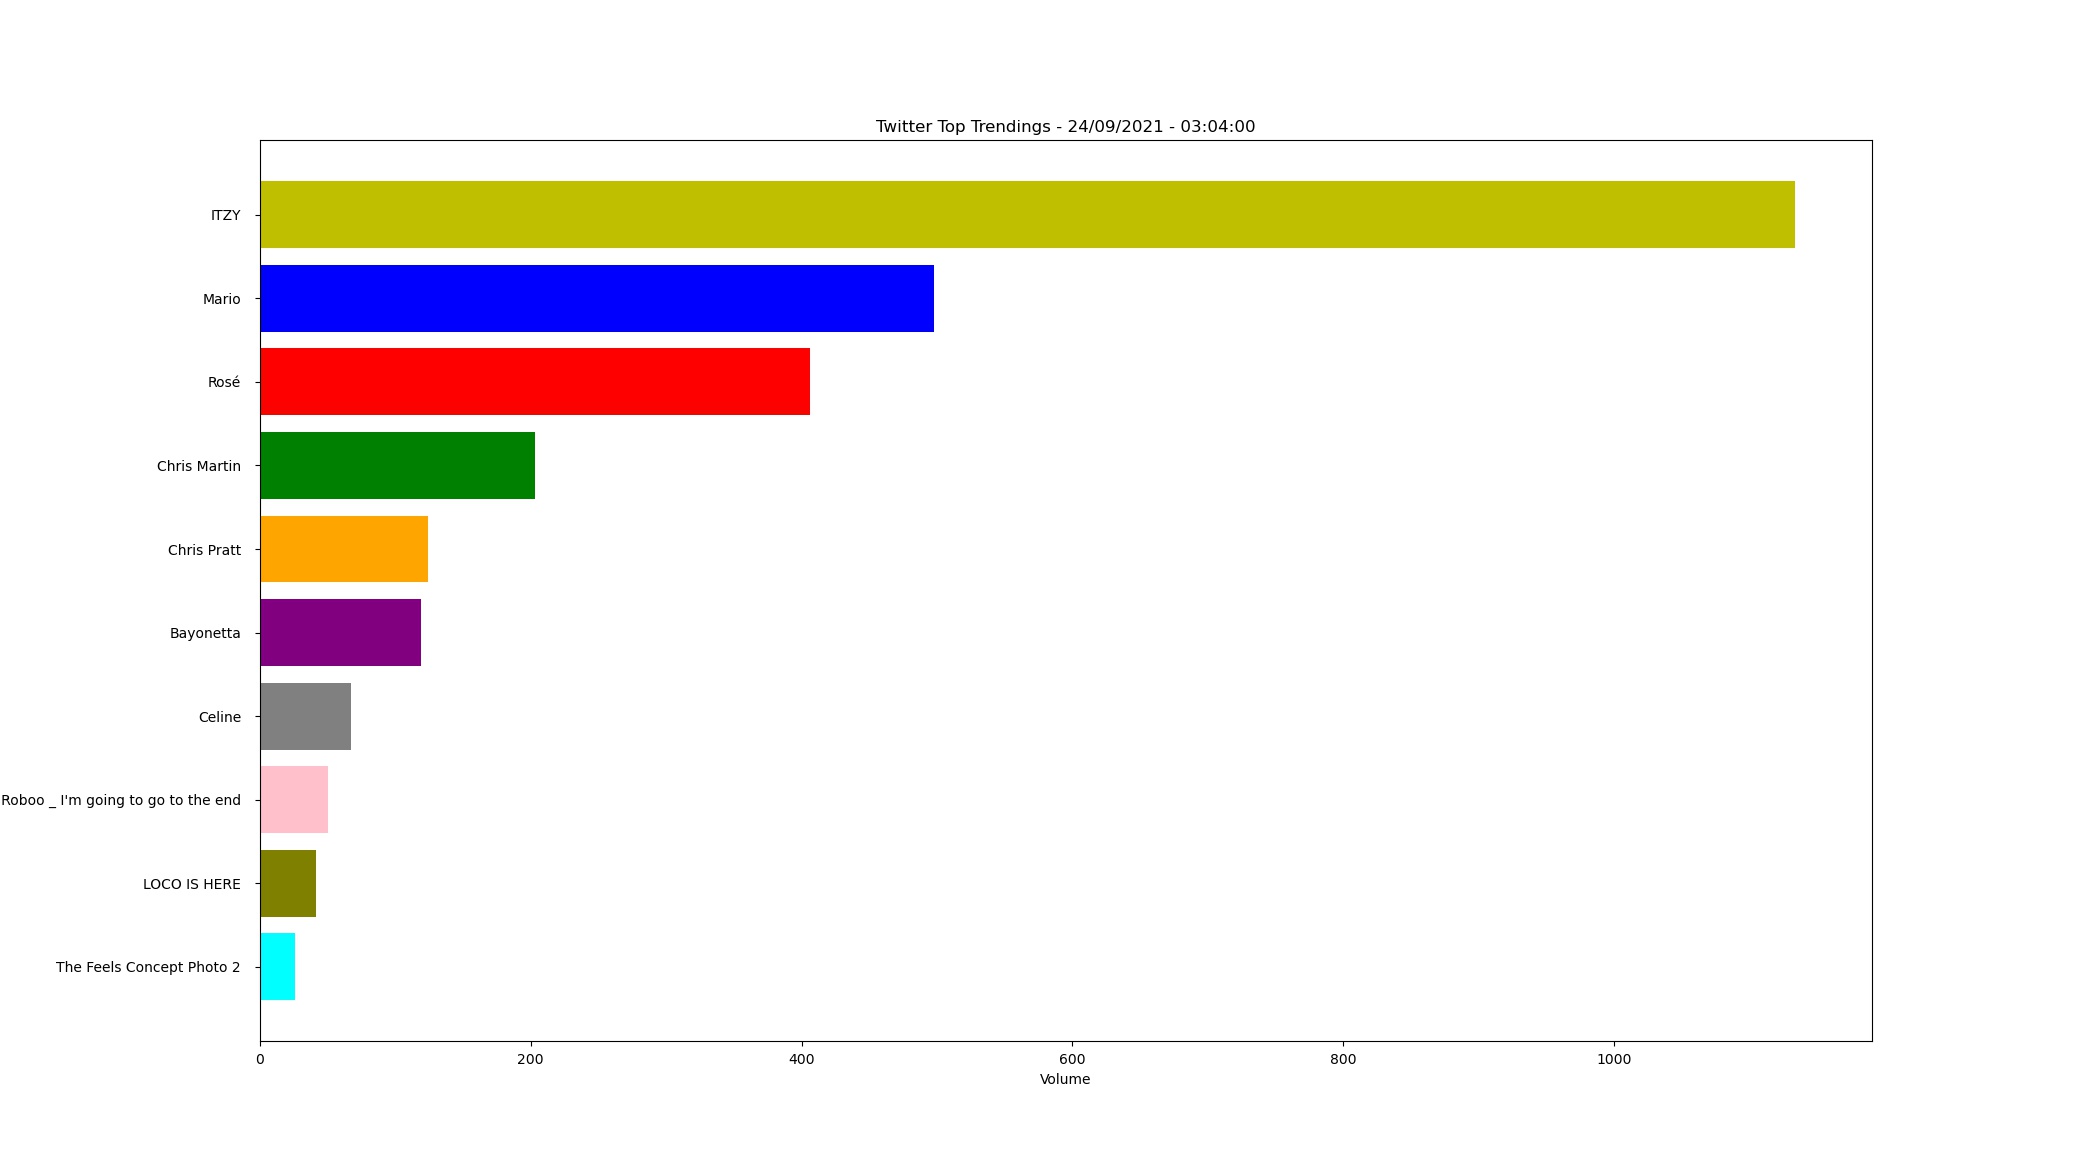 Twitter Top Trendings - 24/09/2021 - 03:04:00
ITZY
Mario
Rosé
Chris Martin
Chris Pratt
Bayonetta
Celine
Roboo _ I'm going to go to the end
LOCO IS HERE
The Feels Concept Photo 2
0 200 400 600 800 1000
Volume